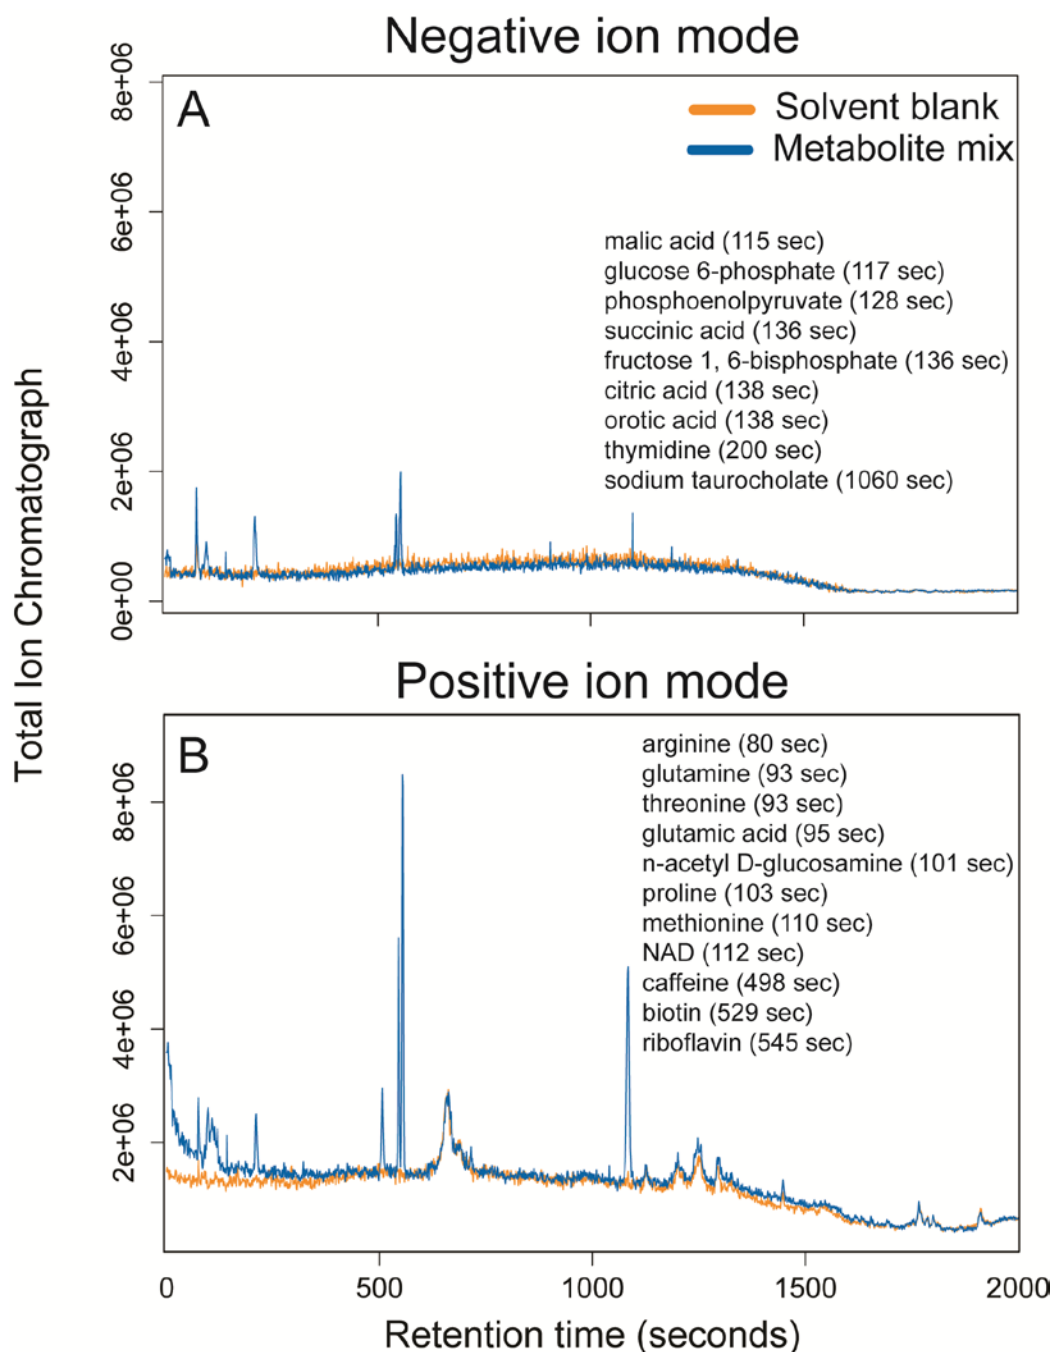 Negative ion mode
A
Solvent blank
Metabolite mix
malic acid (115 sec)
glucose 6-phosphate (117 sec)
phosphoenolpyruvate (128 sec)
succinic acid (136 sec)
fructose 1, 6-bisphosphate (136 sec)
citric acid (138 sec)
orotic acid (138 sec)
thymidine (200 sec)
sodium taurocholate (1060 sec)
8e+06
6e+06
4e+06
2e+06
0e+00
Total Ion Chromatograph
Positive ion mode
B
arginine (80 sec)
glutamine (93 sec)
threonine (93 sec)
glutamic acid (95 sec)
n-acetyl D-glucosamine (101 sec)
proline (103 sec)
methionine (110 sec)
NAD (112 sec)
caffeine (498 sec)
biotin (529 sec)
riboflavin (545 sec)
8e+06
6e+06
4e+06
2e+06
0 500 1000 1500 2000
Retention time (seconds)